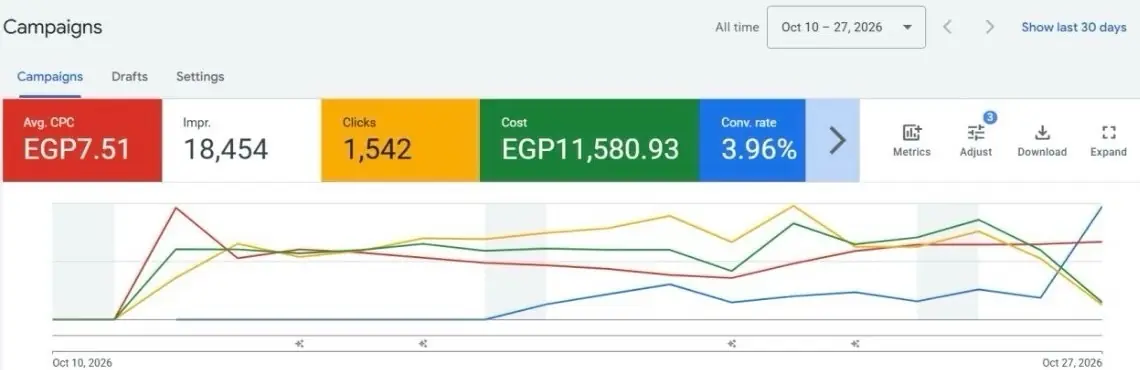 Campaigns
All time
Oct 10 – 27, 2026
Show last 30 days
Campaigns
Drafts
Settings
Avg. CPC
EGP7.51
Impr.
18,454
Clicks
1,542
Cost
EGP11,580.93
Conv. rate
3.96%
Metrics
3
Adjust
Download
Expand
Oct 10, 2026
Oct 27, 2026